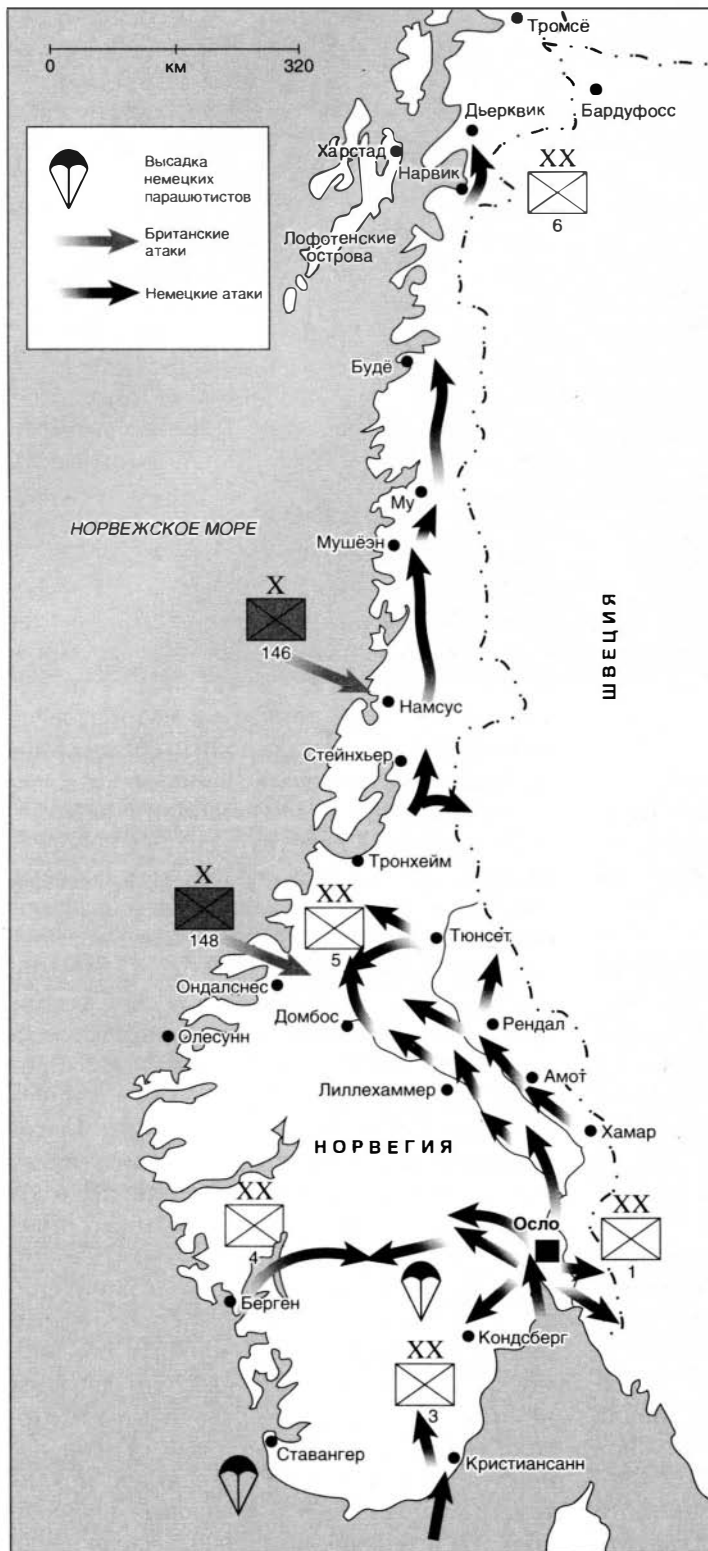 Тромсё
0 км 320
Бардуфосс
Дьерквик
Харстад
XX
6
Нарвик
Высадка
немецких
парашютистов
Британские
атаки
Немецкие атаки
Лофотенские
острова
Будё
Му
НОРВЕЖСКОЕ МОРЕ
Мушёэн
X
146
ШВЕЦИЯ
Намсус
Стейнхьер
Тронхейм
X
148
XX
5
Тюнсет
Ондалснес
Домбос
Рендал
Олесунн
Амот
Лиллехаммер
Хамар
НОРВЕГИЯ
XX
4
Осло
XX
1
Берген
Кондсберг
XX
3
Ставангер
Кристиансанн